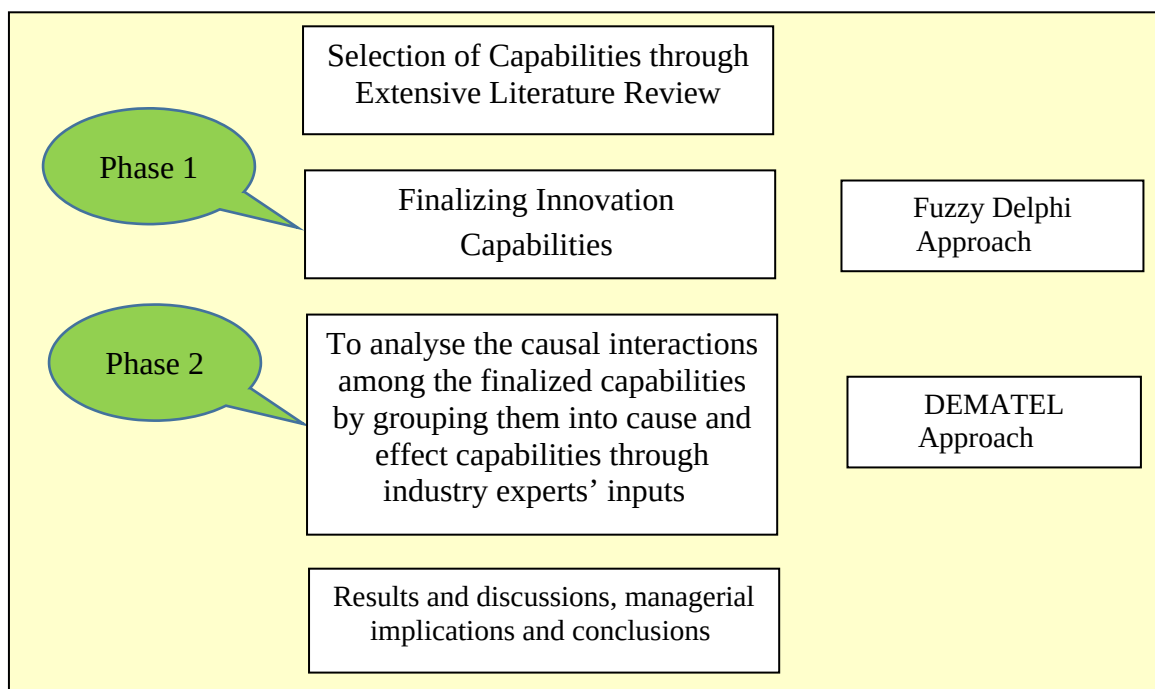 Selection of Capabilities through
Extensive Literature Review
Phase 1
Finalizing Innovation
Capabilities
Fuzzy Delphi
Approach
Phase 2
To analyse the causal interactions
among the finalized capabilities
by grouping them into cause and
effect capabilities through
industry experts’ inputs
DEMATEL
Approach
Results and discussions, managerial
implications and conclusions